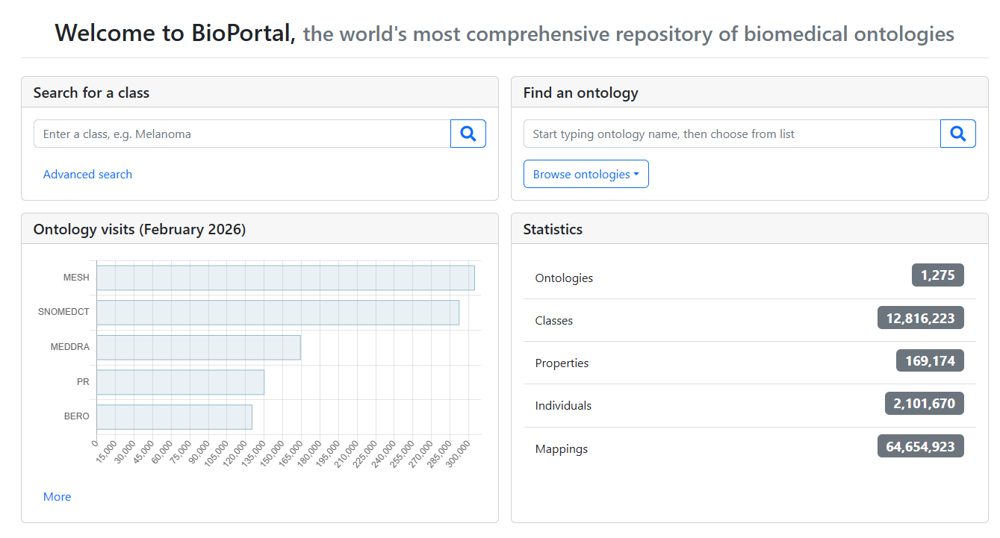 Welcome to BioPortal, the world's most comprehensive repository of biomedical ontologies
Search for a class
Enter a class, e.g. Melanoma
Advanced search
Find an ontology
Start typing ontology name, then choose from list
Browse ontologies
Ontology visits (February 2026)
MESH
SNOMEDCT
MEDDRA
PR
BERO
0 15,000 30,000 45,000 60,000 75,000 90,000 105,000 120,000 135,000 150,000 165,000 180,000 195,000 210,000 225,000 240,000 255,000 270,000 285,000 300,000
More
Statistics
Ontologies 1,275
Classes 12,816,223
Properties 169,174
Individuals 2,101,670
Mappings 64,654,923